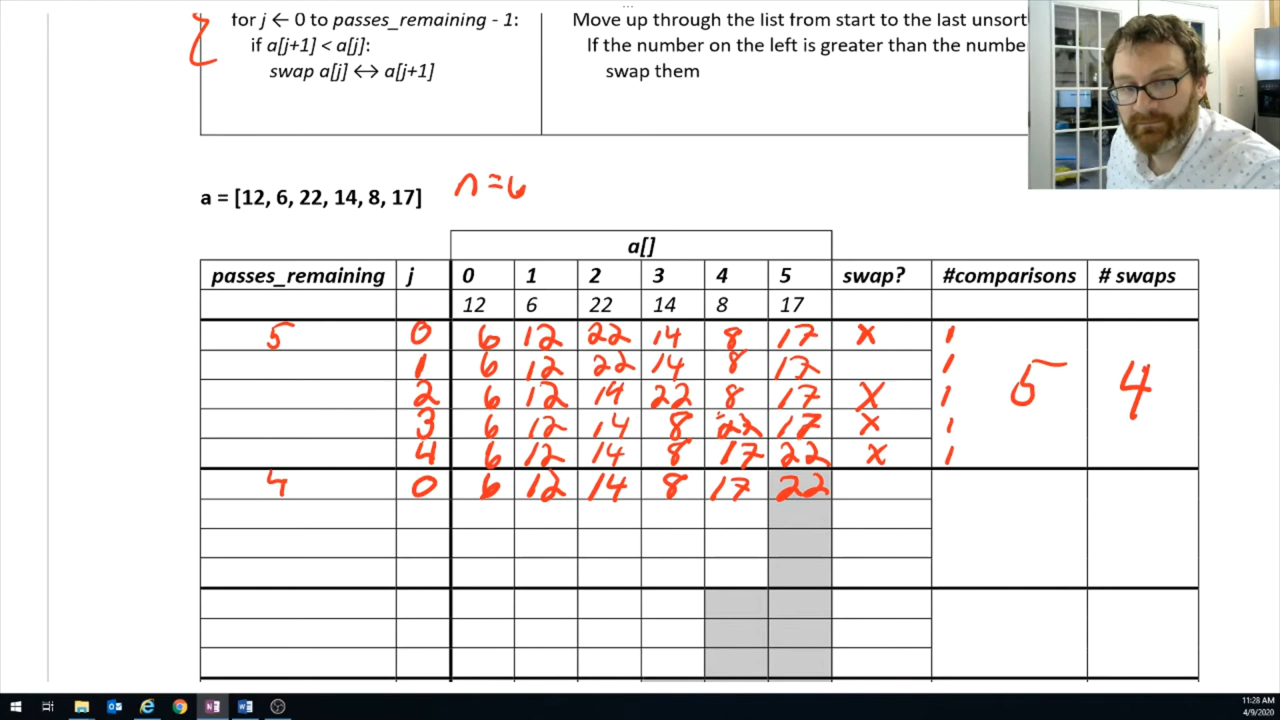 for j ← 0 to passes_remaining - 1:
if a[j+1] < a[j]:
swap a[j] ↔ a[j+1]
Move up through the list from start to the last unsort
If the number on the left is greater than the numbe
swap them
a = [12, 6, 22, 14, 8, 17] n=6
a[]
passes_remaining j 0 1 2 3 4 5 swap? #comparisons # swaps
12 6 22 14 8 17
5 0 6 12 22 14 8 17 x 1
1 6 12 22 14 8 17 1
2 6 12 14 22 8 17 x 1 5 4
3 6 12 14 8 22 17 x 1
4 6 12 14 8 17 22 x 1
4 0 6 12 14 8 17 22
11:28 AM
4/9/2020